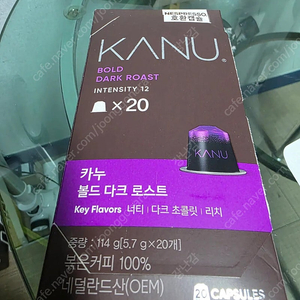 NESPRESSO
호환캡슐
KANU
BOLD
DARK ROAST
INTENSITY 12
×20
KANU
카누
볼드 다크 로스트
Key Flavors 너티 | 다크 초콜릿 | 리치
중량 : 114 g[5.7 g×20개]
볶은커피 100%
네덜란드산(OEM)
20 CAPSULES